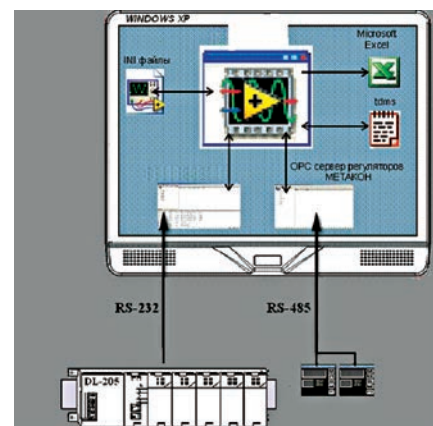 WINDOWS XP
Microsoft
Excel
INI файлы
tdms
OPC сервер регуляторов
МЕТАКОН
RS-232
RS-485
DL-205